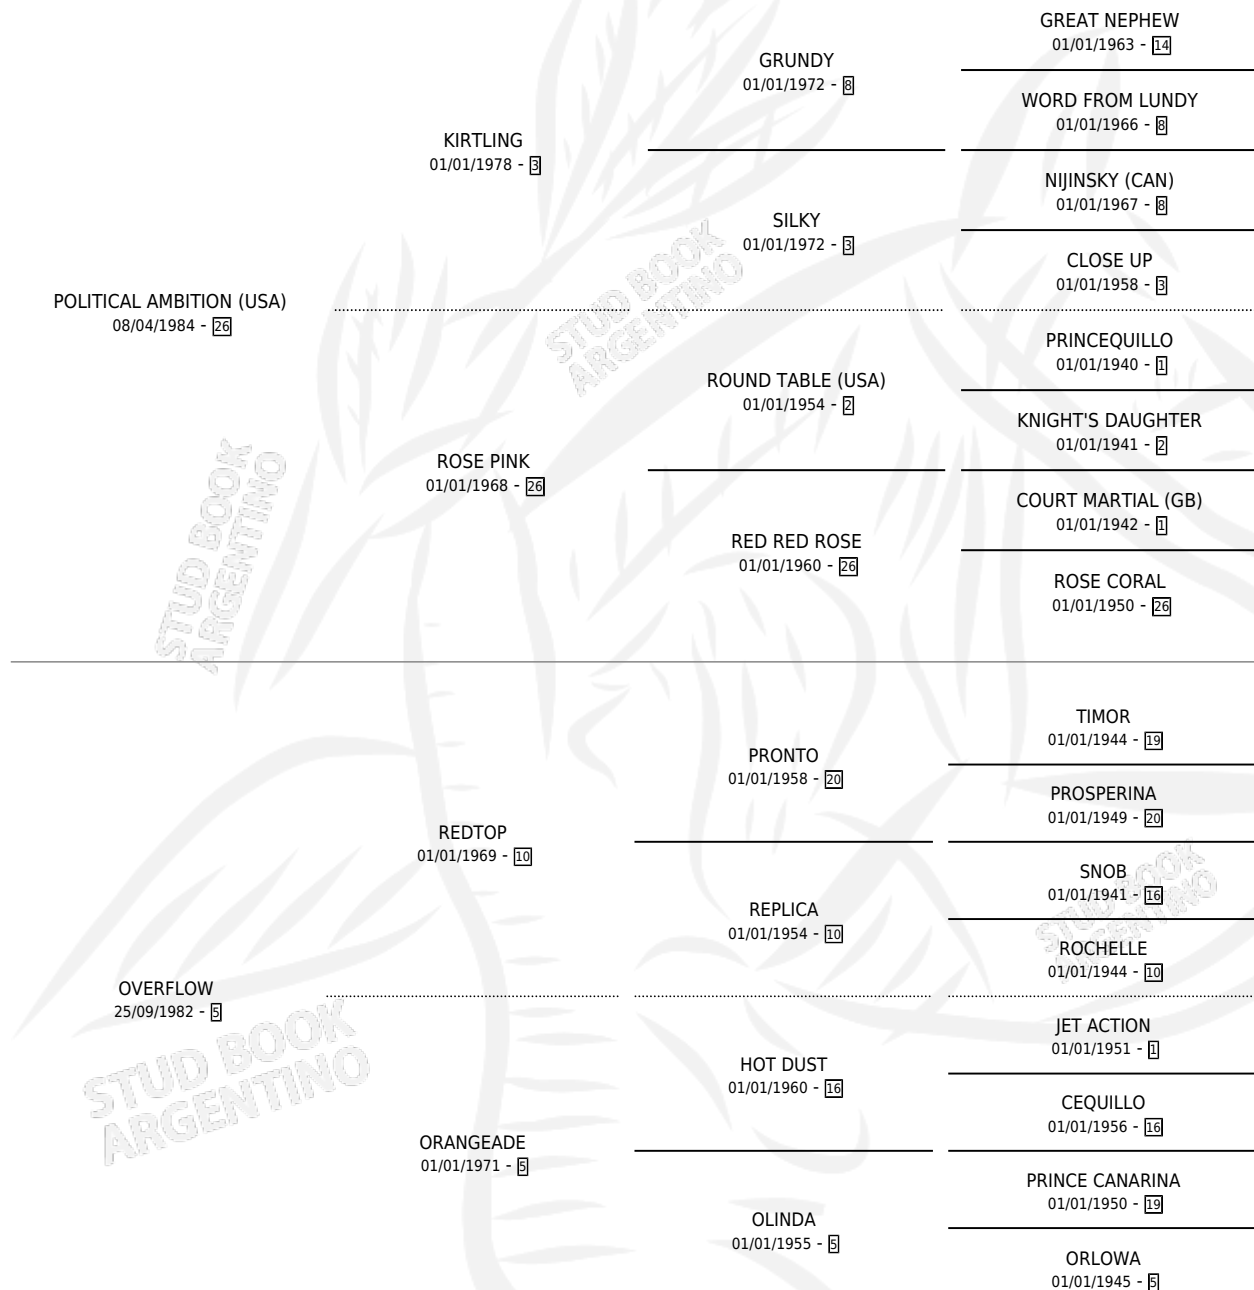 GREAT NEPHEW
01/01/1963 - 14
GRUNDY
01/01/1972 - 8
WORD FROM LUNDY
01/01/1966 - 8
KIRTLING
01/01/1978 - 3
NIJINSKY (CAN)
01/01/1967 - 8
SILKY
01/01/1972 - 3
CLOSE UP
01/01/1958 - 3
POLITICAL AMBITION (USA)
08/04/1984 - 26
PRINCEQUILLO
01/01/1940 - 1
ROUND TABLE (USA)
01/01/1954 - 2
KNIGHT'S DAUGHTER
01/01/1941 - 2
ROSE PINK
01/01/1968 - 26
COURT MARTIAL (GB)
01/01/1942 - 1
RED RED ROSE
01/01/1960 - 26
ROSE CORAL
01/01/1950 - 26
STUD BOOK
ARGENTINO
STUD BOOK
ARGENTINO
TIMOR
01/01/1944 - 19
PRONTO
01/01/1958 - 20
PROSPERINA
01/01/1949 - 20
REDTOP
01/01/1969 - 10
SNOB
01/01/1941 - 16
REPLICA
01/01/1954 - 10
ROCHELLE
01/01/1944 - 10
OVERFLOW
25/09/1982 - 5
JET ACTION
01/01/1951 - 1
HOT DUST
01/01/1960 - 16
CEQUILLO
01/01/1956 - 16
ORANGEADE
01/01/1971 - 5
PRINCE CANARINA
01/01/1950 - 19
OLINDA
01/01/1955 - 5
ORLOWA
01/01/1945 - 5
STUD BOOK
ARGENTINO
STUD BOOK
ARGENTINO